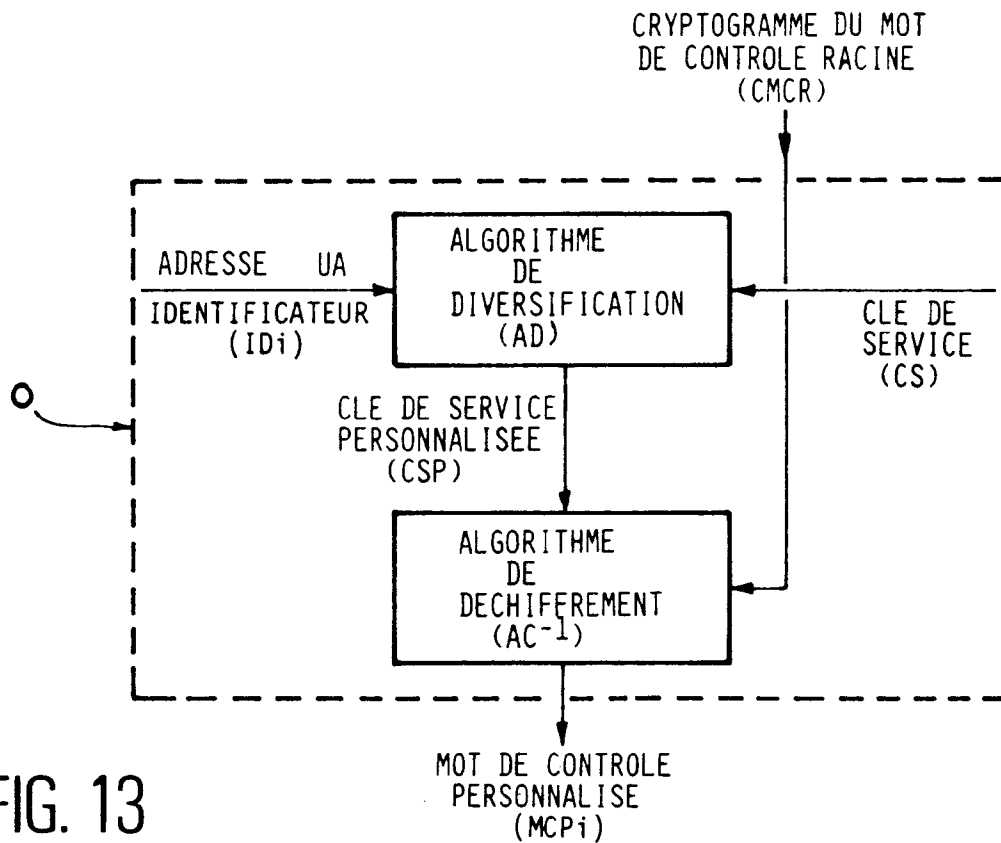 CRYPTOGRAMME DU MOT
DE CONTROLE RACINE
(CMCR)
ADRESSE UA
IDENTIFICATEUR
(IDi)
ALGORITHME
DE
DIVERSIFICATION
(AD)
CLE DE
SERVICE
(CS)
O
CLE DE SERVICE
PERSONNALISEE
(CSP)
ALGORITHME
DE
DECHIFFREMENT
(AC-1)
MOT DE CONTROLE
PERSONNALISE
(MCPi)
FIG. 13